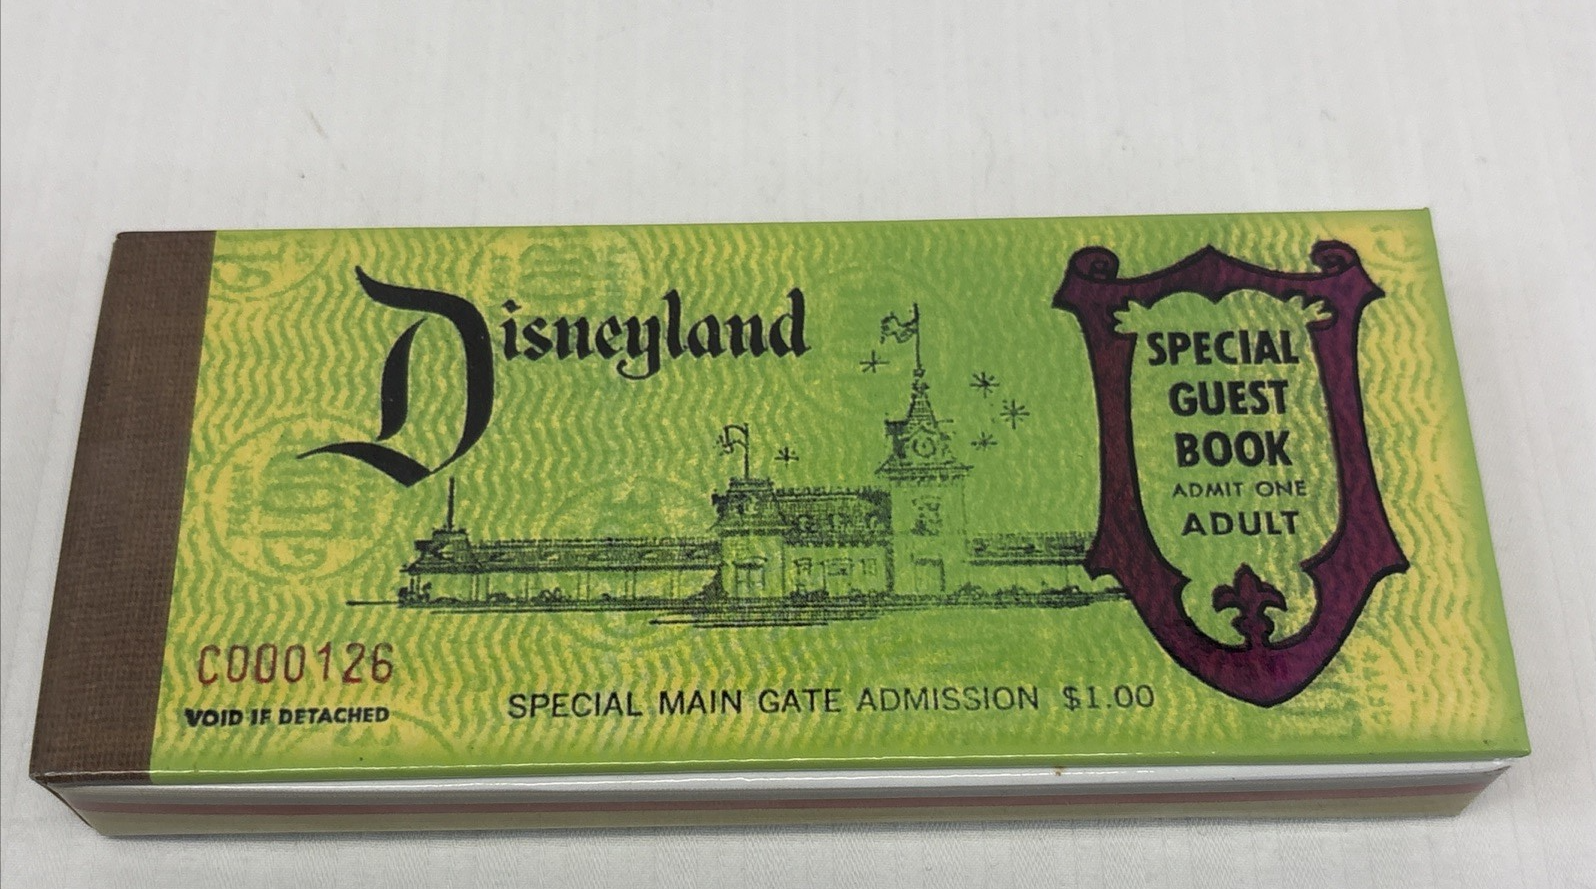 Disneyland
SPECIAL
GUEST
BOOK
ADMIT ONE
ADULT
C000126
VOID IF DETACHED
SPECIAL MAIN GATE ADMISSION $1.00